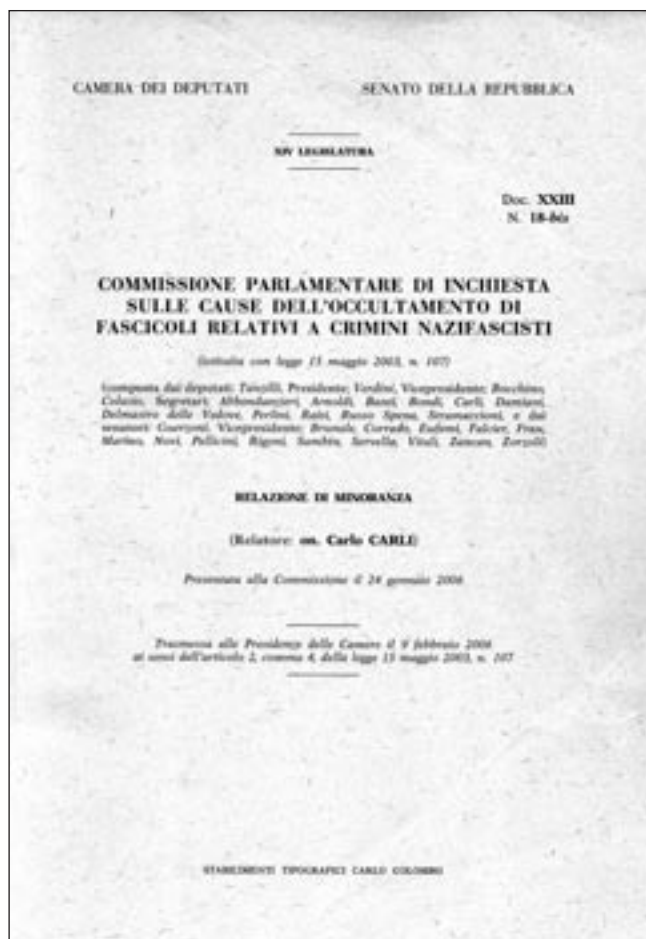 CAMERA DEI DEPUTATI SENATO DELLA REPUBBLICA
XIV LEGISLATURA
Doc. XXIII
N. 18-bis
COMMISSIONE PARLAMENTARE DI INCHIESTA
SULLE CAUSE DELL'OCCULTAMENTO DI
FASCICOLI RELATIVI A CRIMINI NAZIFASCISTI
(istituita con legge 15 maggio 2003, n. 107)
(composta dai deputati: Tanzilli, Presidente; Verdini, Vicepresidente; Bocchino,
Colasio, Segretari; Abbondanzieri, Arnoldi, Banti, Bondi, Carli, Damiani,
Delmastro delle Vedove, Perlini, Raisi, Russo Spena, Stramaccioni, e dai
senatori: Guerzoni, Vicepresidente; Brunale, Corrado, Eufemi, Falcier, Frau,
Marino, Novi, Pellicini, Rigoni, Sambin, Servello, Vitali, Zancan, Zorzoli)
RELAZIONE DI MINORANZA
(Relatore: on. Carlo CARLI)
Presentata alla Commissione il 24 gennaio 2006
Trasmessa alle Presidenze delle Camere il 9 febbraio 2006
ai sensi dell'articolo 2, comma 4, della legge 15 maggio 2003, n. 107
STABILIMENTI TIPOGRAFICI CARLO COLOMBO